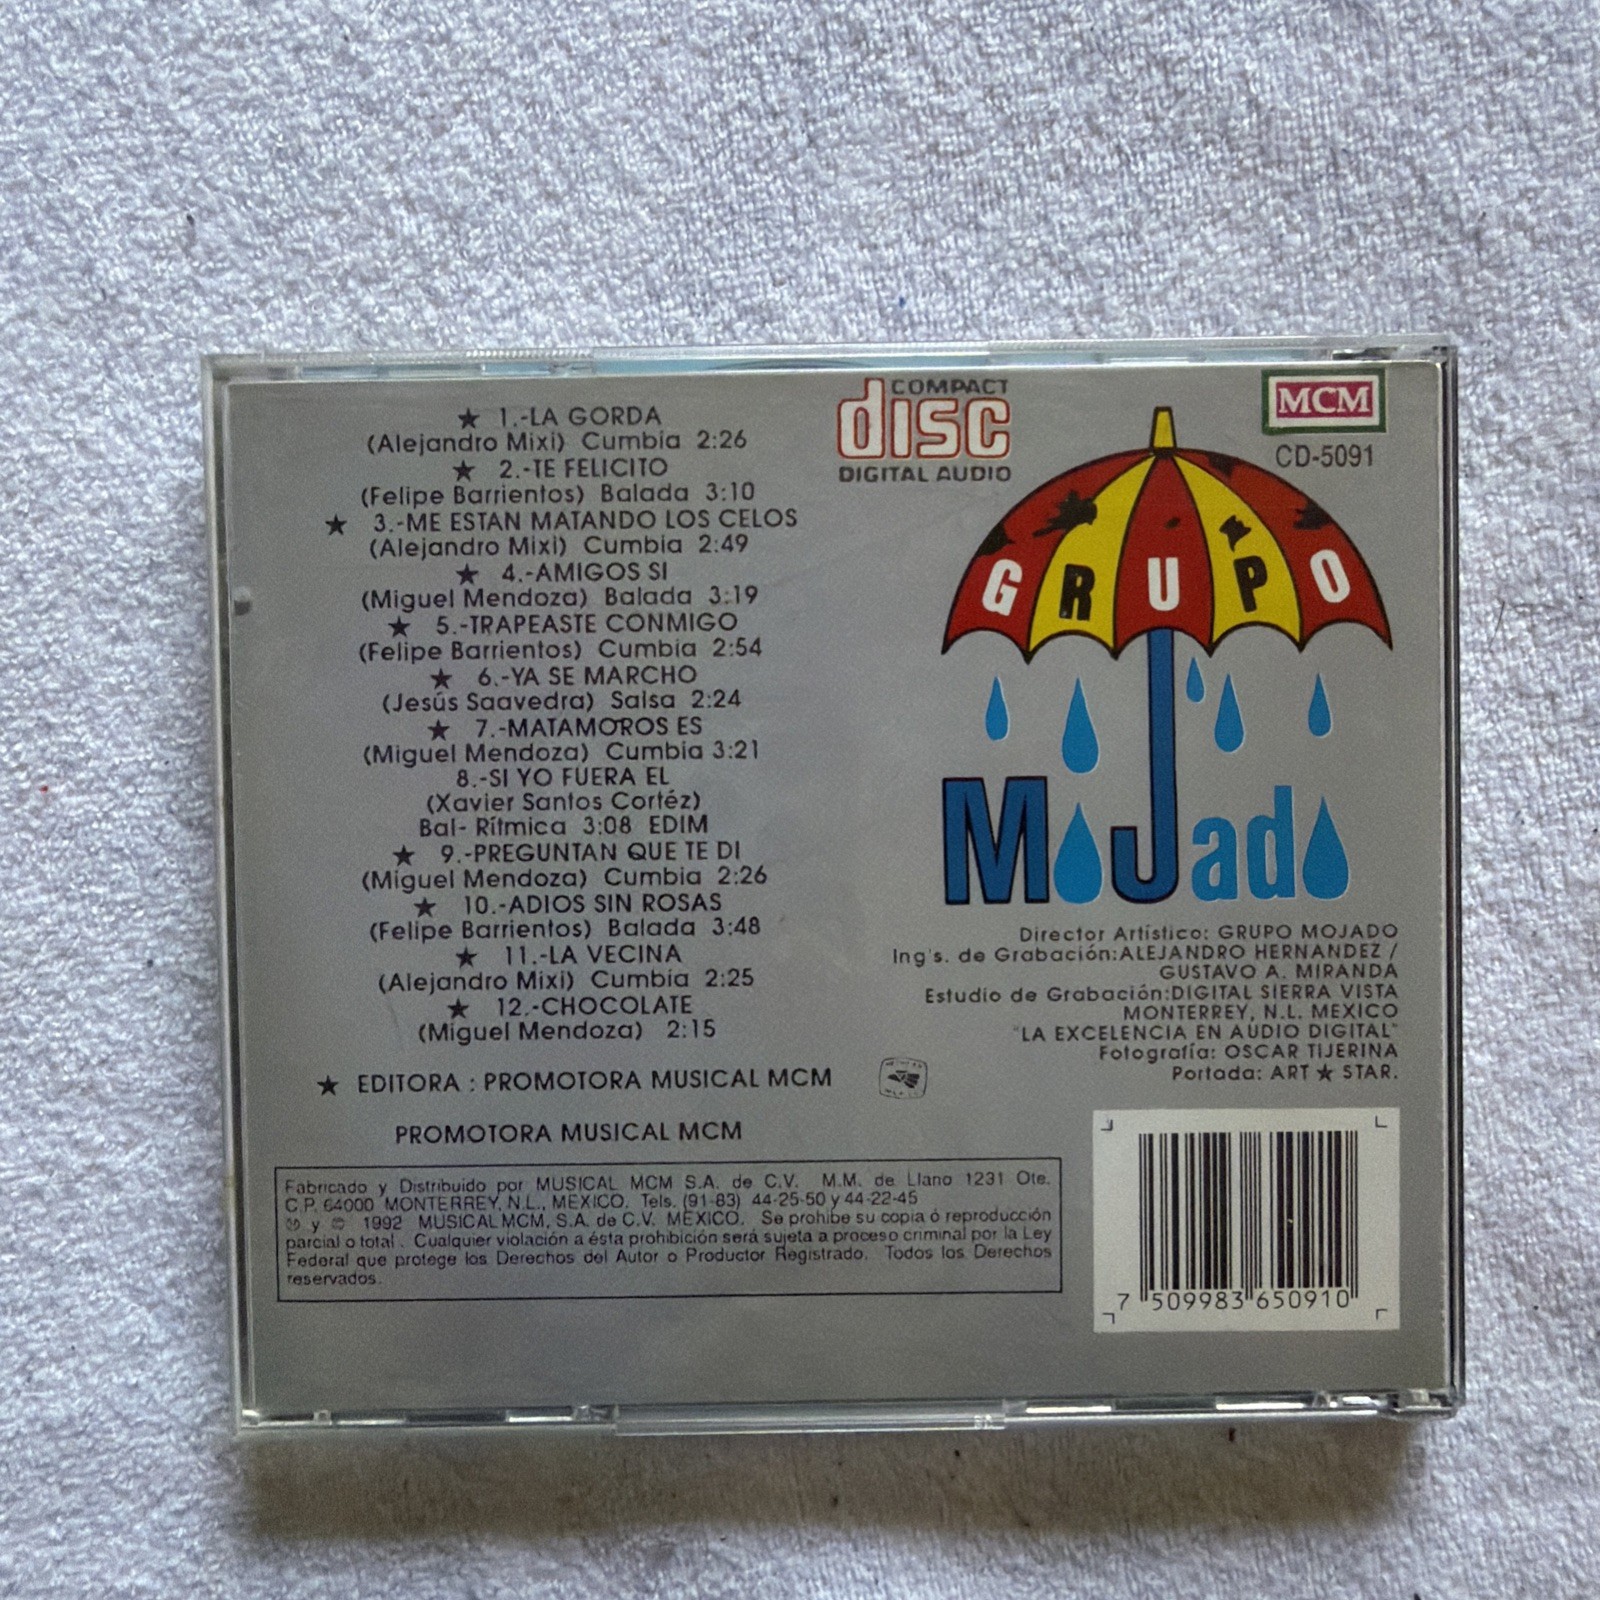 ★ 1.-LA GORDA
(Alejandro Mixi) Cumbia 2:26
★ 2.-TE FELICITO
(Felipe Barrientos) Balada 3:10
★ 3.-ME ESTAN MATANDO LOS CELOS
(Alejandro Mixi) Cumbia 2:49
★ 4.-AMIGOS SI
(Miguel Mendoza) Balada 3:19
★ 5.-TRAPEASTE CONMIGO
(Felipe Barrientos) Cumbia 2:54
★ 6.-YA SE MARCHO
(Jesús Saavedra) Salsa 2:24
★ 7.-MATAMOROS ES
(Miguel Mendoza) Cumbia 3:21
8.-SI YO FUERA EL
(Xavier Santos Cortéz)
Bal- Rítmica 3:08 EDIM
★ 9.-PREGUNTAN QUE TE DI
(Miguel Mendoza) Cumbia 2:26
★ 10.-ADIOS SIN ROSAS
(Felipe Barrientos) Balada 3:48
★ 11.-LA VECINA
(Alejandro Mixi) Cumbia 2:25
★ 12.-CHOCOLATE
(Miguel Mendoza) 2:15
★ EDITORA : PROMOTORA MUSICAL MCM
PROMOTORA MUSICAL MCM
Fabricado y Distribuido por MUSICAL MCM S.A. de C.V. M.M. de Llano 1231 Ote.
C.P. 64000 MONTERREY, N.L., MEXICO. Tels. (91-83) 44-25-50 y 44-22-45
℗ y © 1992 MUSICAL MCM, S.A. de C.V. MEXICO. Se prohibe su copia ó reproducción
parcial o total. Cualquier violación a ésta prohibición será sujeta a proceso criminal por la Ley
Federal que protege los Derechos del Autor o Productor Registrado. Todos los Derechos
reservados.
COMPACT
disc
DIGITAL AUDIO
MCM
CD-5091
GRUPO
MoJado
Director Artístico: GRUPO MOJADO
Ing's. de Grabación:ALEJANDRO HERNANDEZ /
GUSTAVO A. MIRANDA
Estudio de Grabación:DIGITAL SIERRA VISTA
MONTERREY, N.L. MEXICO
"LA EXCELENCIA EN AUDIO DIGITAL"
Fotografía: OSCAR TIJERINA
Portada: ART ★ STAR.
7 509983 650910